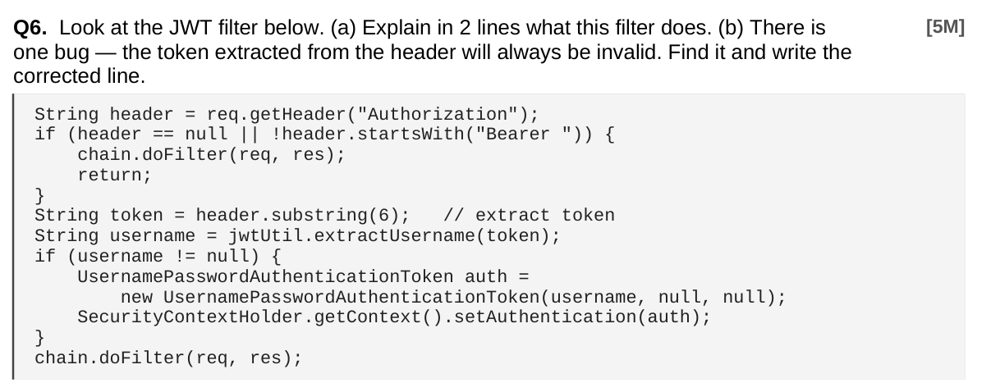 Q6. Look at the JWT filter below. (a) Explain in 2 lines what this filter does. (b) There is [5M]
one bug — the token extracted from the header will always be invalid. Find it and write the
corrected line.
String header = req.getHeader("Authorization");
if (header == null || !header.startsWith("Bearer ")) {
    chain.doFilter(req, res);
    return;
}
String token = header.substring(6);   // extract token
String username = jwtUtil.extractUsername(token);
if (username != null) {
    UsernamePasswordAuthenticationToken auth =
        new UsernamePasswordAuthenticationToken(username, null, null);
    SecurityContextHolder.getContext().setAuthentication(auth);
}
chain.doFilter(req, res);